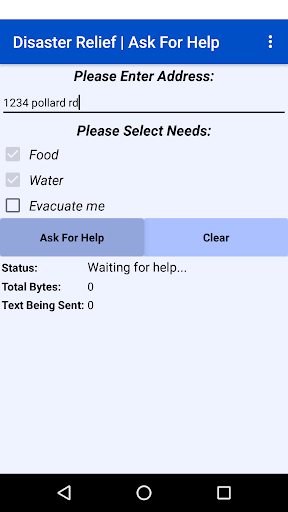 Disaster Relief | Ask For Help
Please Enter Address:
1234 pollard rd
Please Select Needs:
Food
Water
Evacuate me
Ask For Help Clear
Status: Waiting for help...
Total Bytes: 0
Text Being Sent: 0